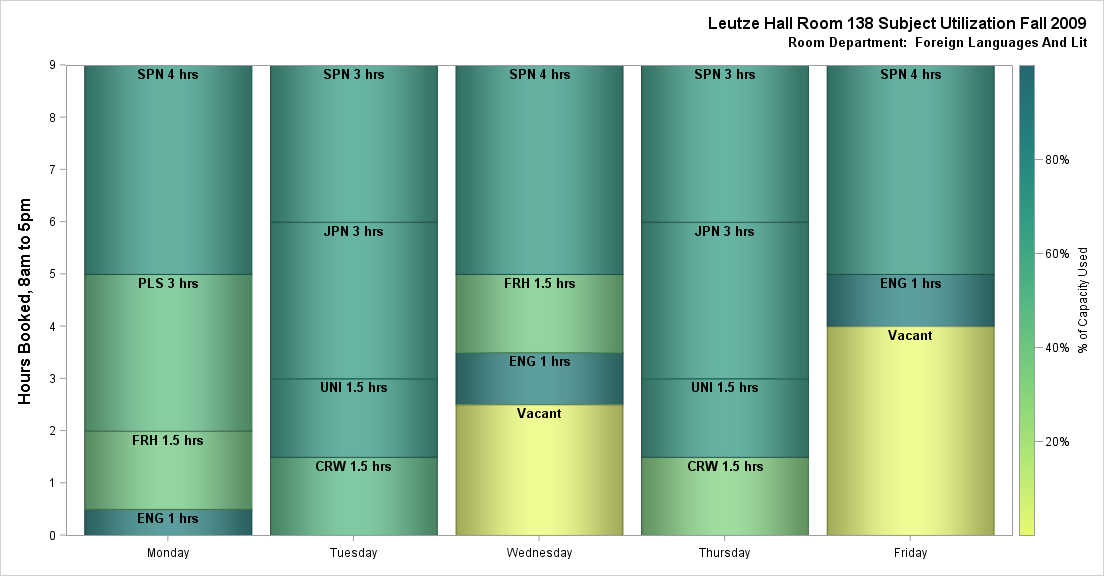 Leutze Hall Room 138 Subject Utilization Fall 2009
Room Department:  Foreign Languages And Lit
Hours Booked, 8am to 5pm
9
8
7
6
5
4
3
2
1
0
SPN 4 hrs
PLS 3 hrs
FRH 1.5 hrs
ENG 1 hrs
Monday
SPN 3 hrs
JPN 3 hrs
UNI 1.5 hrs
CRW 1.5 hrs
Tuesday
SPN 4 hrs
FRH 1.5 hrs
ENG 1 hrs
Vacant
Wednesday
SPN 3 hrs
JPN 3 hrs
UNI 1.5 hrs
CRW 1.5 hrs
Thursday
SPN 4 hrs
ENG 1 hrs
Vacant
Friday
80%
60%
40%
20%
% of Capacity Used